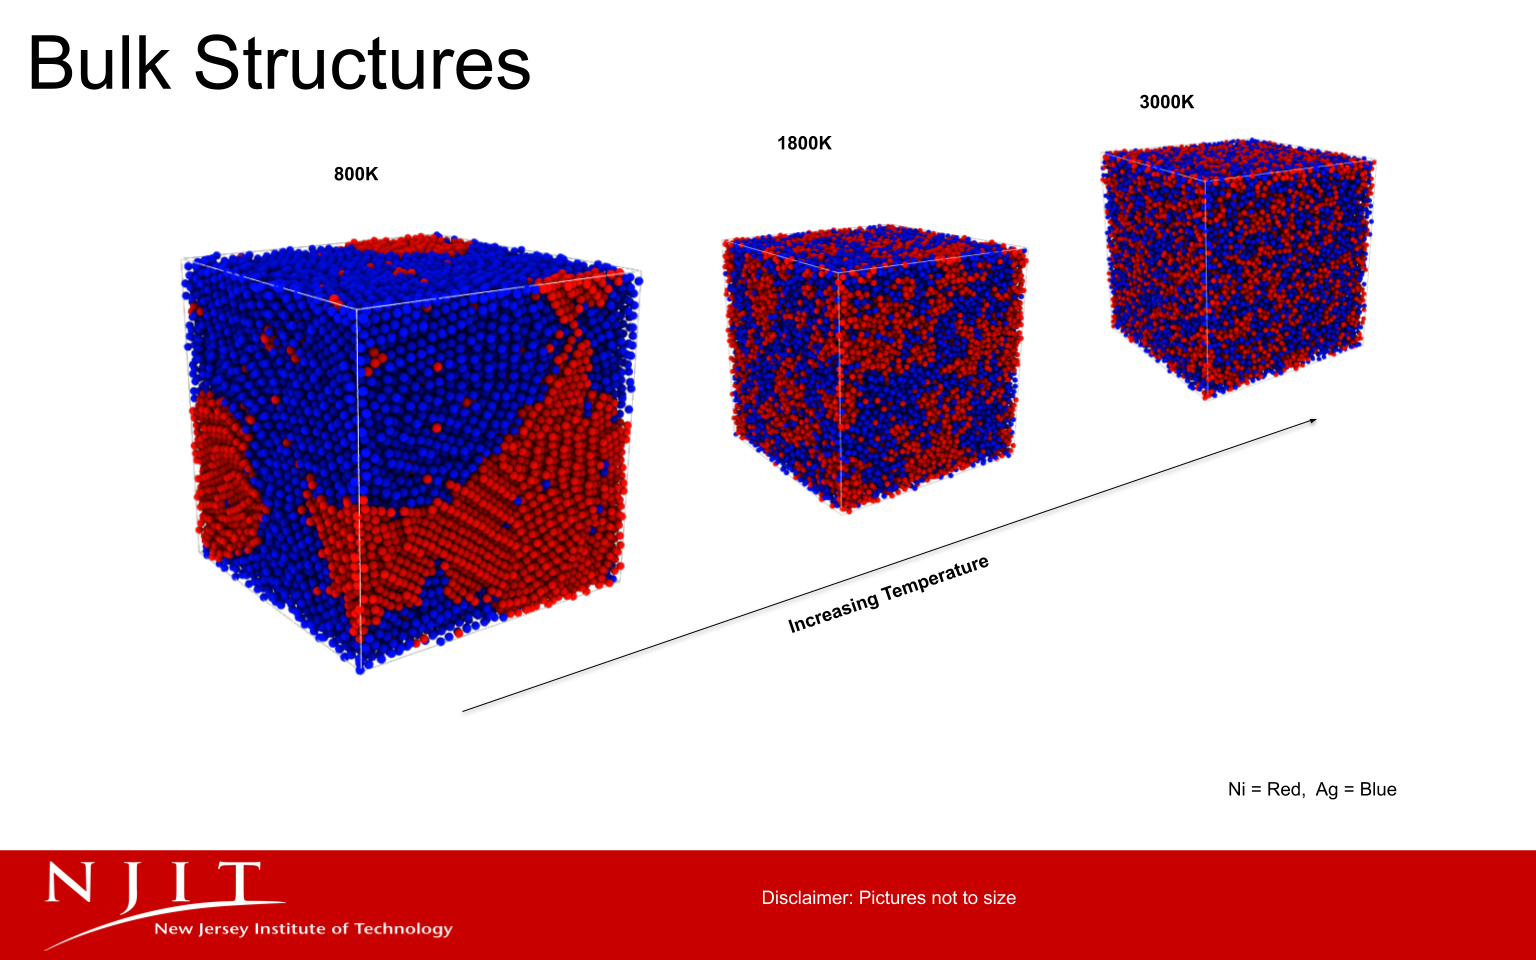 Bulk Structures
800K
1800K
3000K
Increasing Temperature
Ni = Red,  Ag = Blue
NJIT
New Jersey Institute of Technology
Disclaimer: Pictures not to size